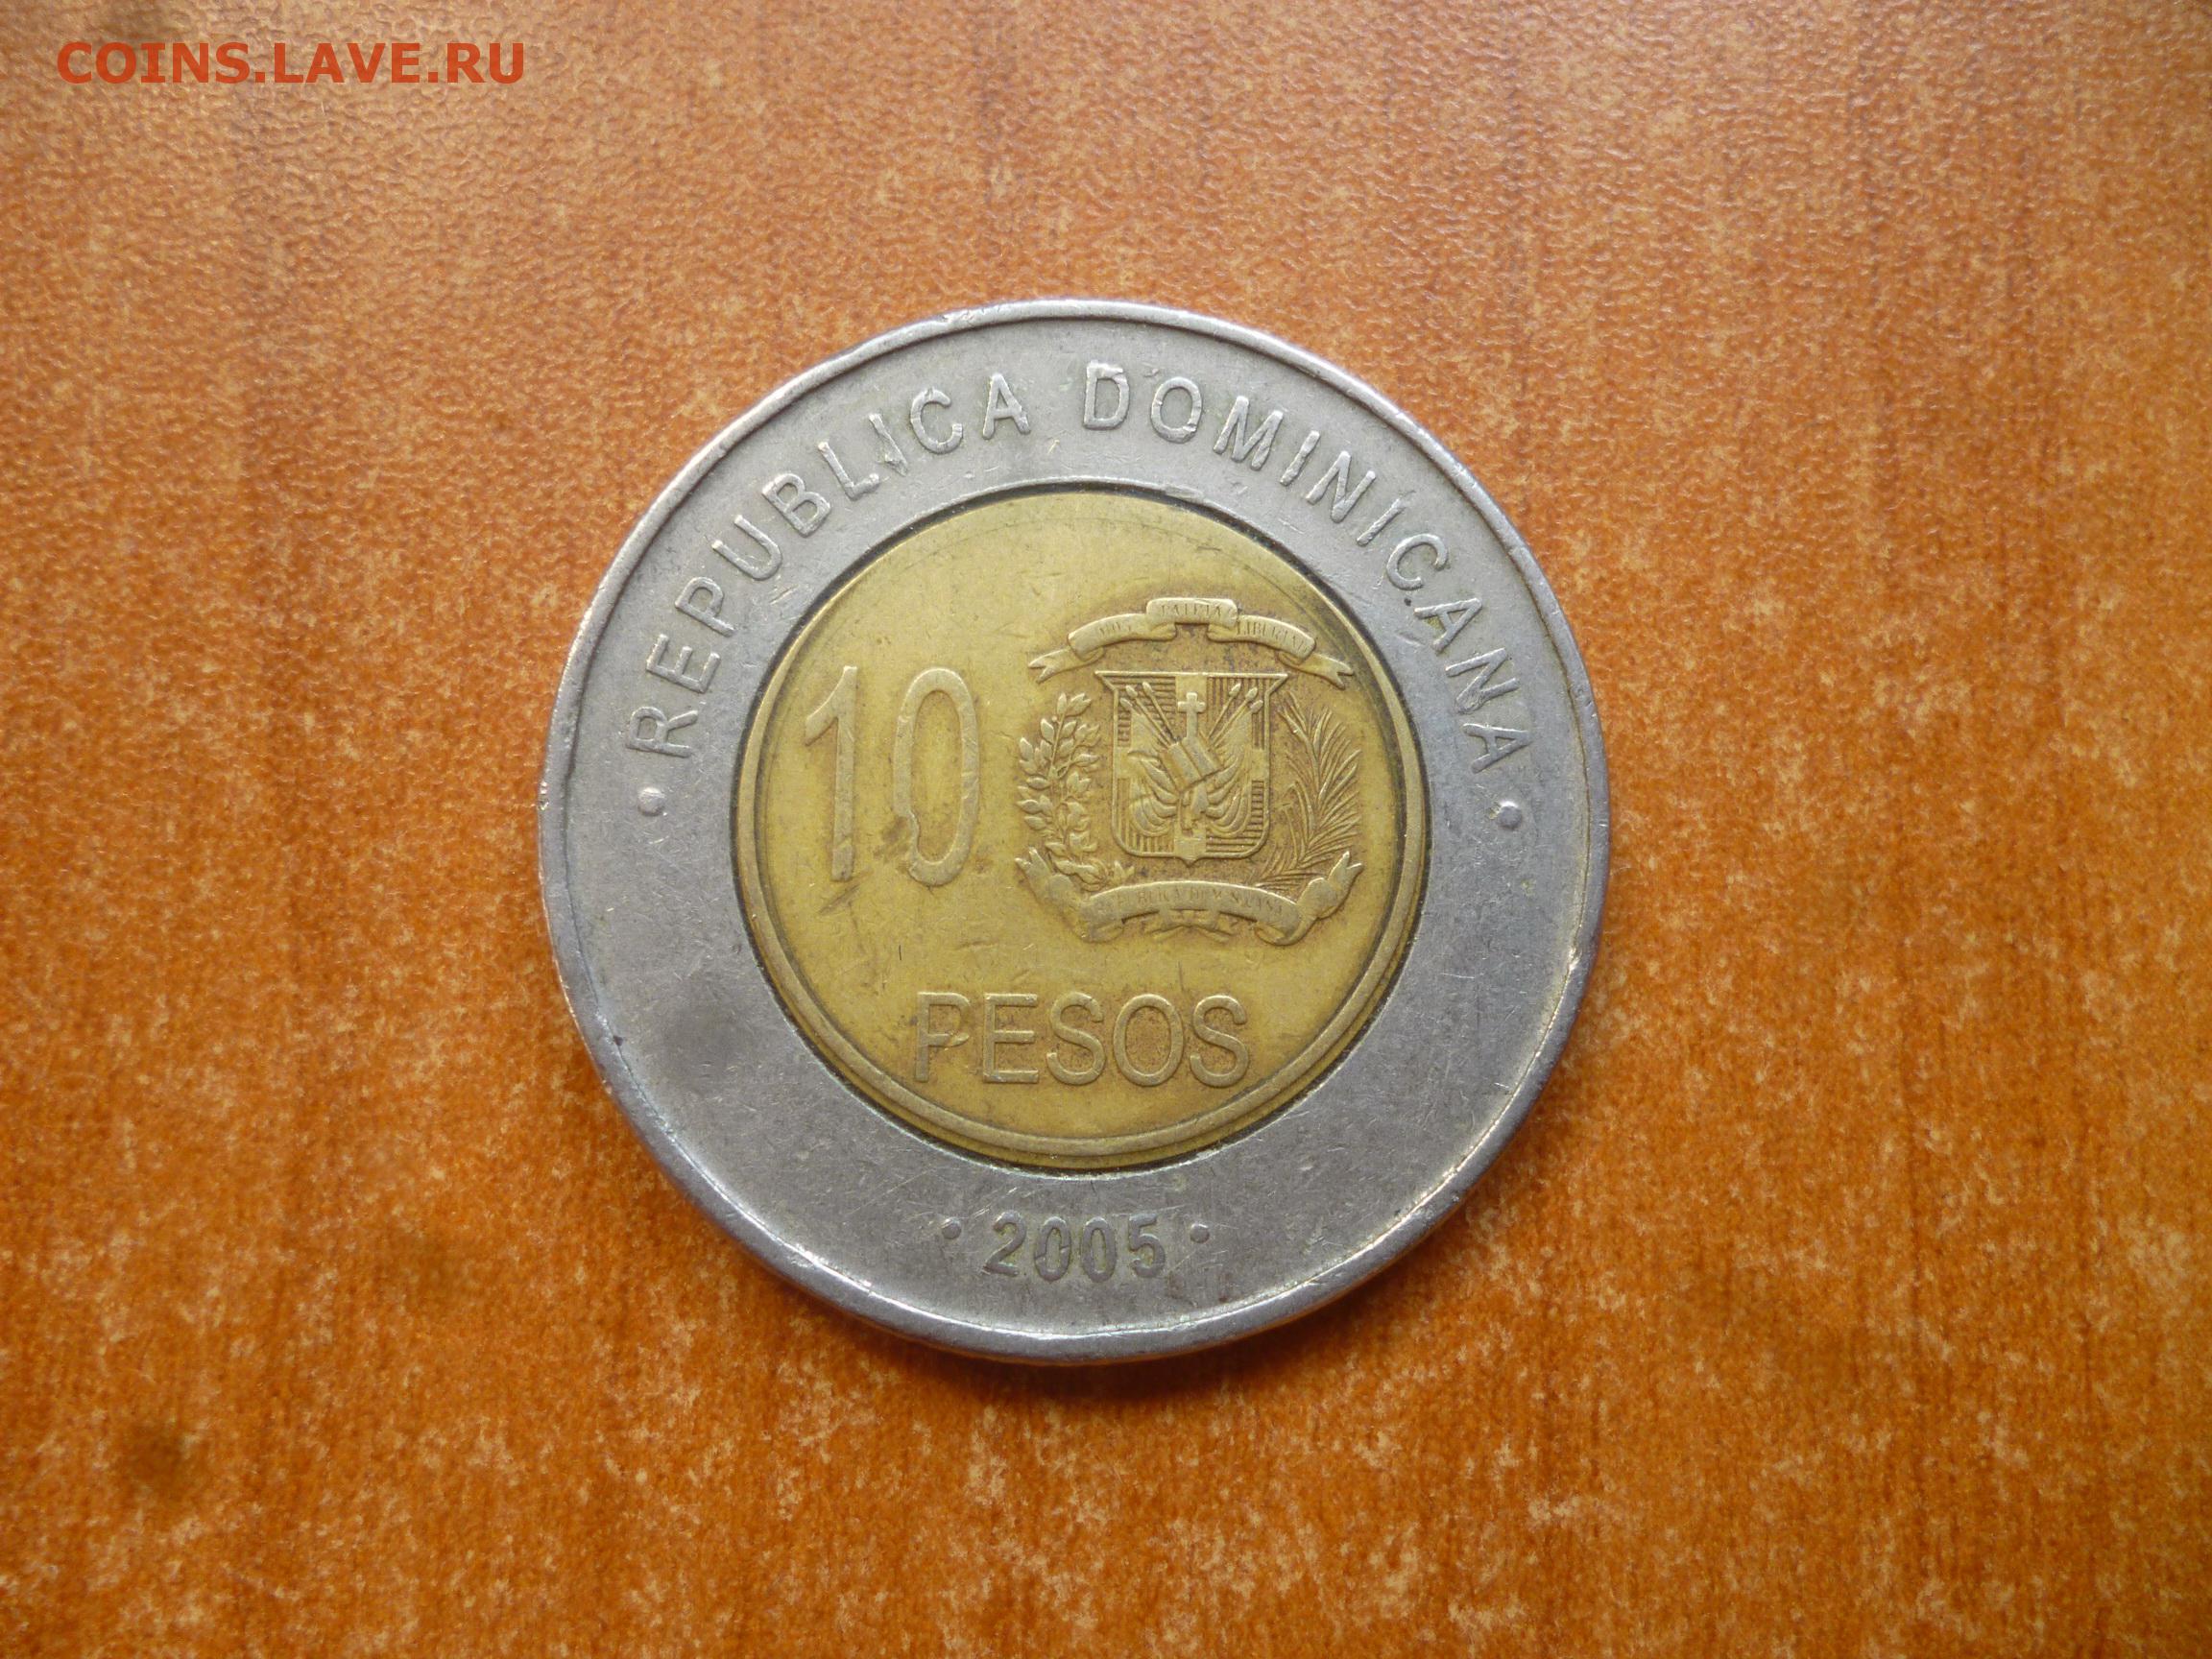 COINS.LAVE.RU
• REPUBLICA DOMINICANA •
10
PESOS
• 2005 •